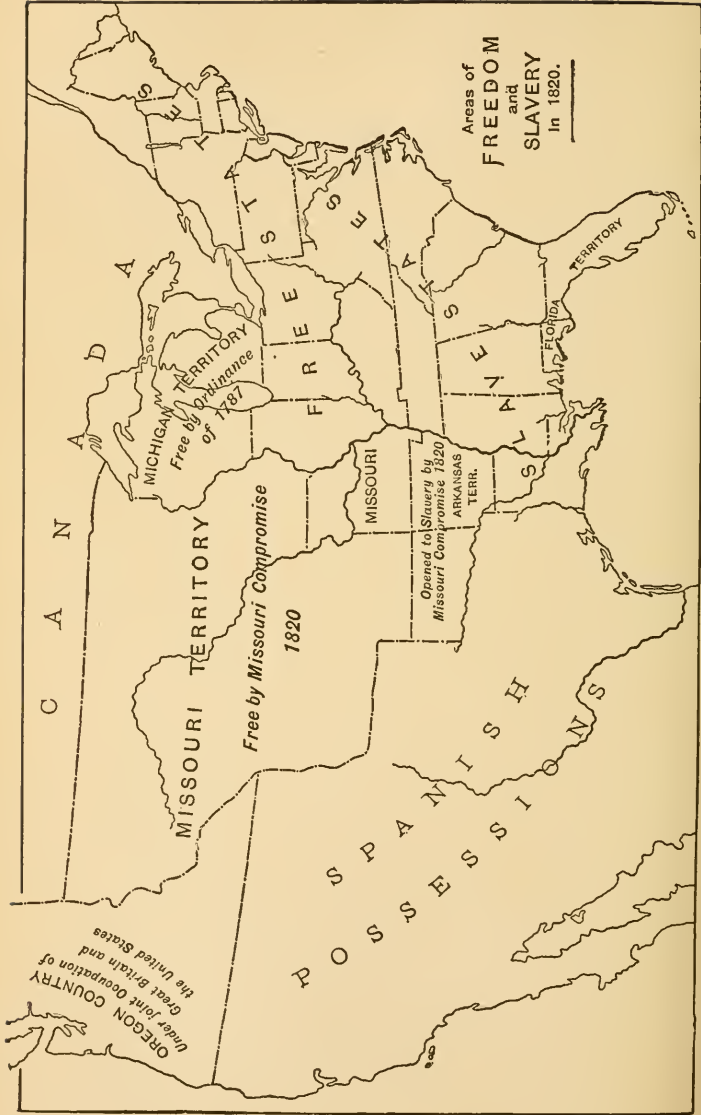 Areas of
FREEDOM
and
SLAVERY
In 1820.
CANADA
OREGON COUNTRY
Under joint Occupation of
Great Britain and
the United States
MISSOURI TERRITORY
Free by Missouri Compromise
1820
MICHIGAN TERRITORY
Free by Ordinance
of 1787
FREE STATES
MISSOURI
Opened to Slavery by
Missouri Compromise 1820
ARKANSAS
TERR.
SLAVE STATES
FLORIDA TERRITORY
SPANISH
POSSESSIONS